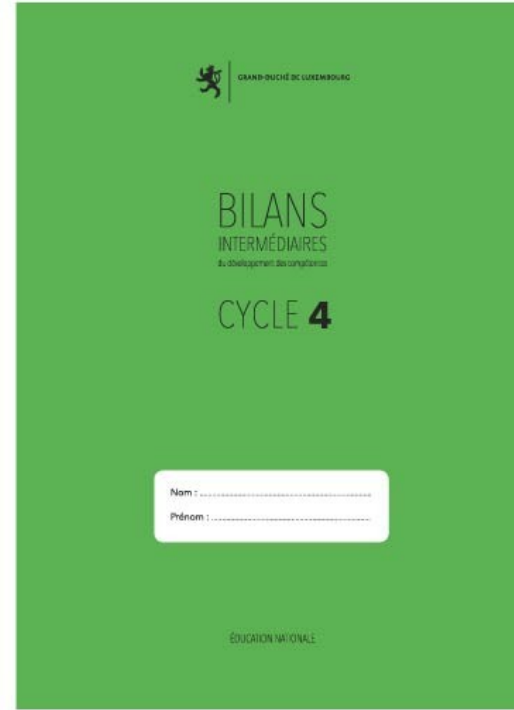 GRAND-DUCHÉ DE LUXEMBOURG
BILANS
INTERMÉDIAIRES
du développement des compétences
CYCLE 4
Nom :
Prénom :
ÉDUCATION NATIONALE